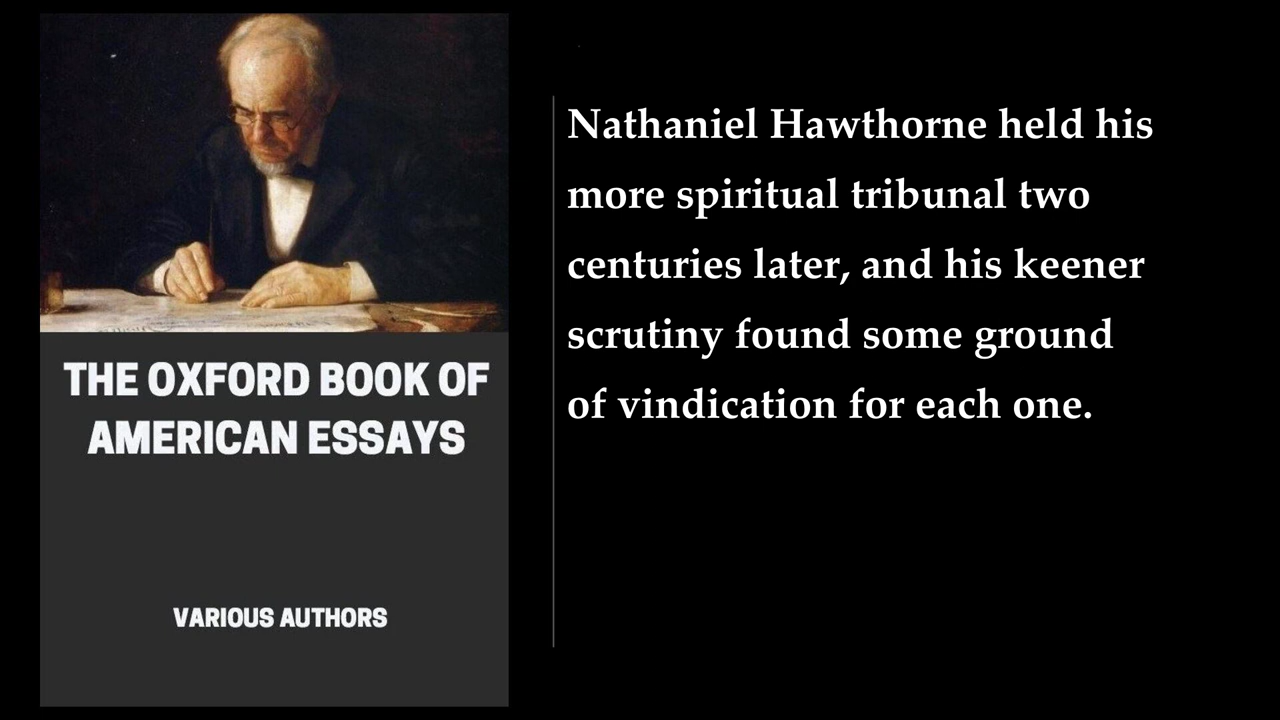 THE OXFORD BOOK OF
AMERICAN ESSAYS
VARIOUS AUTHORS
Nathaniel Hawthorne held his
more spiritual tribunal two
centuries later, and his keener
scrutiny found some ground
of vindication for each one.